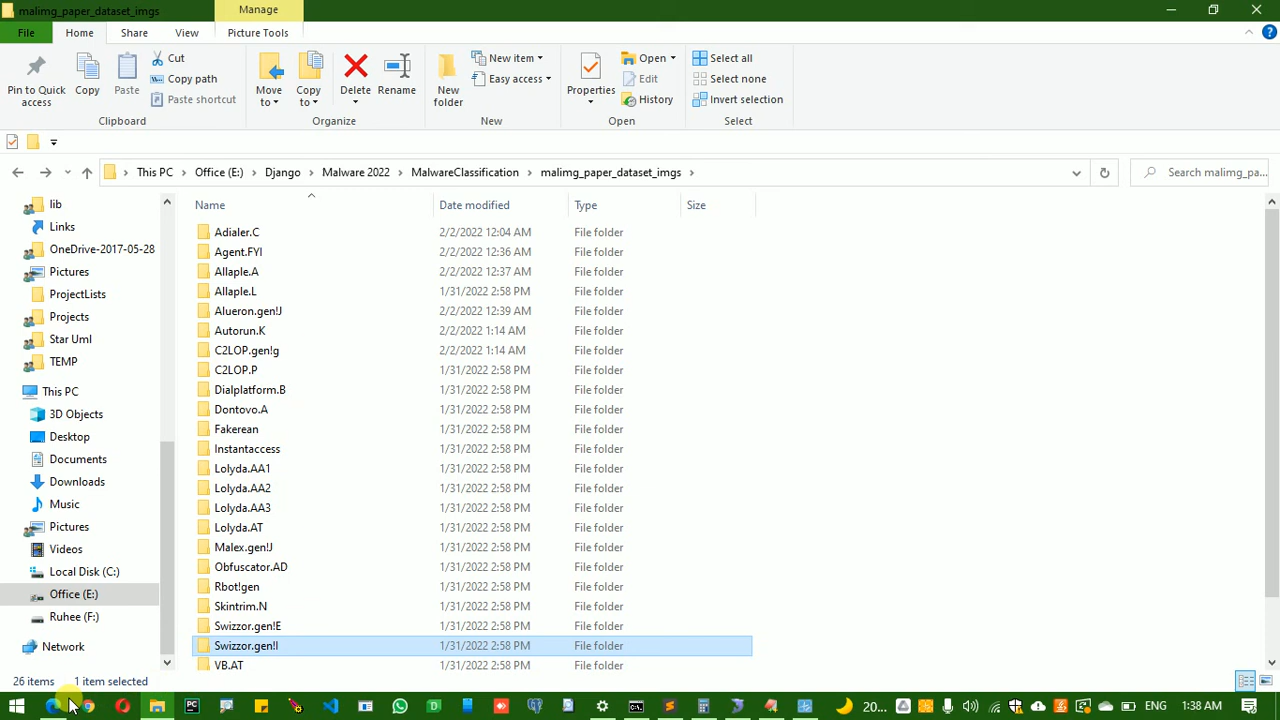 malimg_paper_dataset_imgs
Manage
File Home Share View Picture Tools
Pin to Quick access
Copy
Paste
Cut
Copy path
Paste shortcut
Clipboard
Move to
Copy to
Delete
Rename
Organize
New folder
New item
Easy access
New
Properties
Open
Edit
History
Open
Select all
Select none
Invert selection
Select
This PC Office (E:) Django Malware 2022 MalwareClassification malimg_paper_dataset_imgs
Search malimg_pa...
lib
Links
OneDrive-2017-05-28
Pictures
ProjectLists
Projects
Star Uml
TEMP
This PC
3D Objects
Desktop
Documents
Downloads
Music
Pictures
Videos
Local Disk (C:)
Office (E:)
Ruhee (F:)
Network
Name Date modified Type Size
Adialer.C 2/2/2022 12:04 AM File folder
Agent.FYI 2/2/2022 12:36 AM File folder
Allaple.A 2/2/2022 12:37 AM File folder
Allaple.L 1/31/2022 2:58 PM File folder
Alueron.gen!J 2/2/2022 12:39 AM File folder
Autorun.K 2/2/2022 1:14 AM File folder
C2LOP.gen!g 2/2/2022 1:14 AM File folder
C2LOP.P 1/31/2022 2:58 PM File folder
Dialplatform.B 1/31/2022 2:58 PM File folder
Dontovo.A 1/31/2022 2:58 PM File folder
Fakerean 1/31/2022 2:58 PM File folder
Instantaccess 1/31/2022 2:58 PM File folder
Lolyda.AA1 1/31/2022 2:58 PM File folder
Lolyda.AA2 1/31/2022 2:58 PM File folder
Lolyda.AA3 1/31/2022 2:58 PM File folder
Lolyda.AT 1/31/2022 2:58 PM File folder
Malex.gen!J 1/31/2022 2:58 PM File folder
Obfuscator.AD 1/31/2022 2:58 PM File folder
Rbot!gen 1/31/2022 2:58 PM File folder
Skintrim.N 1/31/2022 2:58 PM File folder
Swizzor.gen!E 1/31/2022 2:58 PM File folder
Swizzor.gen!I 1/31/2022 2:58 PM File folder
VB.AT 1/31/2022 2:58 PM File folder
26 items 1 item selected
20... ENG 1:38 AM